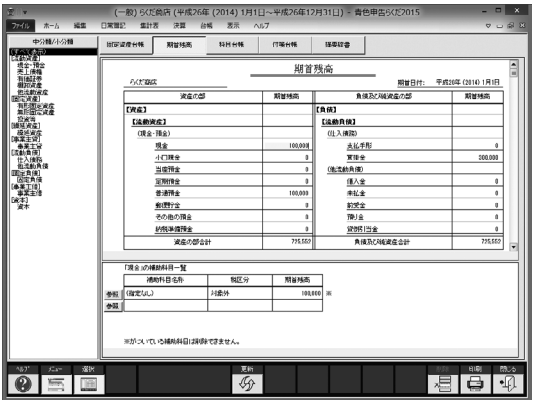 (一般) らくだ商店 (平成26年 (2014) 1月1日～平成26年12月31日) - 青色申告らくだ2015
ファイル ホーム 編集 日常暦記 集計表 決算 台帳 表示 ヘルプ
中分類/小分類
(すべて表示)
[流動資産]
現金・預金
売上債権
有価証券
棚卸資産
他流動資産
[固定資産]
有形固定資産
無形固定資産
投資等
[繰延資産]
繰延資産
[事業主貸]
事業主貸
[流動負債]
仕入債務
他流動負債
[固定負債]
固定負債
[事業主借]
事業主借
[資本]
資本
固定資産台帳 期首残高 科目台帳 付箋台帳 摘要辞書
期首残高
らくだ商店 期首日付: 平成26年 (2014) 1月1日
資産の部 期首残高 負債及び純資産の部 期首残高
【資産】 【負債】
【流動資産】 【流動負債】
(現金・預金) (仕入債務)
現金 100,000 支払手形 0
小口現金 0 買掛金 300,000
当座預金 0 (他流動負債)
定期預金 0 借入金 0
普通預金 100,000 未払金 0
郵便貯金 0 前受金 0
その他の預金 0 預り金 0
納税準備預金 0 貸倒引当金 0
資産の部合計 725,552 負債及び純資産合計 725,552
「現金」の補助科目一覧
補助科目名称 税区分 期首残高
参照 (指定なし) 対象外 100,000 ※
参照
※がついている補助科目は削除できません。
ヘルプ メニュー 選択 更新 削除 印刷 閉じる